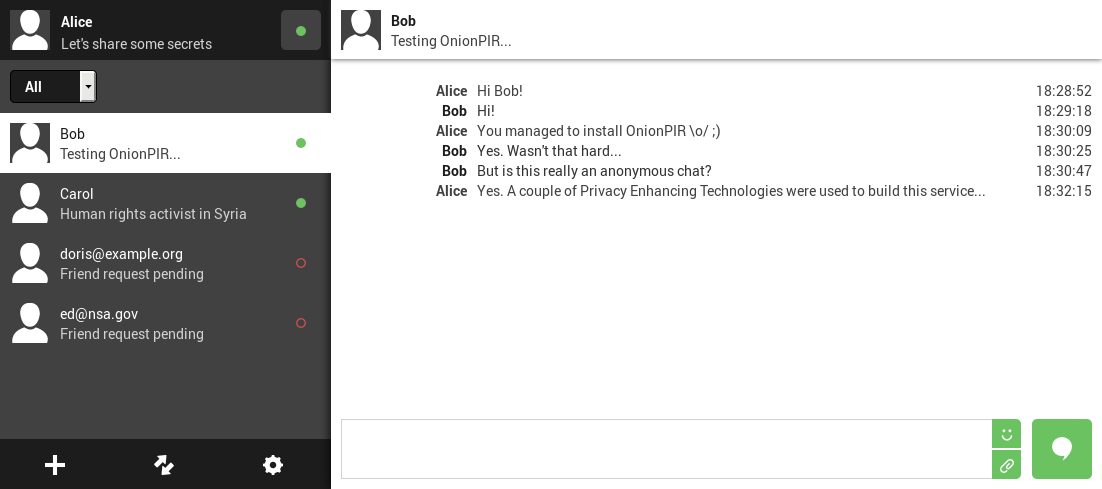 Alice
Let's share some secrets
All
Bob
Testing OnionPIR...
Carol
Human rights activist in Syria
doris@example.org
Friend request pending
ed@nsa.gov
Friend request pending
Bob
Testing OnionPIR...
Alice Hi Bob! 18:28:52
Bob Hi! 18:29:18
Alice You managed to install OnionPIR \o/ ;) 18:30:09
Bob Yes. Wasn't that hard... 18:30:25
Bob But is this really an anonymous chat? 18:30:47
Alice Yes. A couple of Privacy Enhancing Technologies were used to build this service... 18:32:15